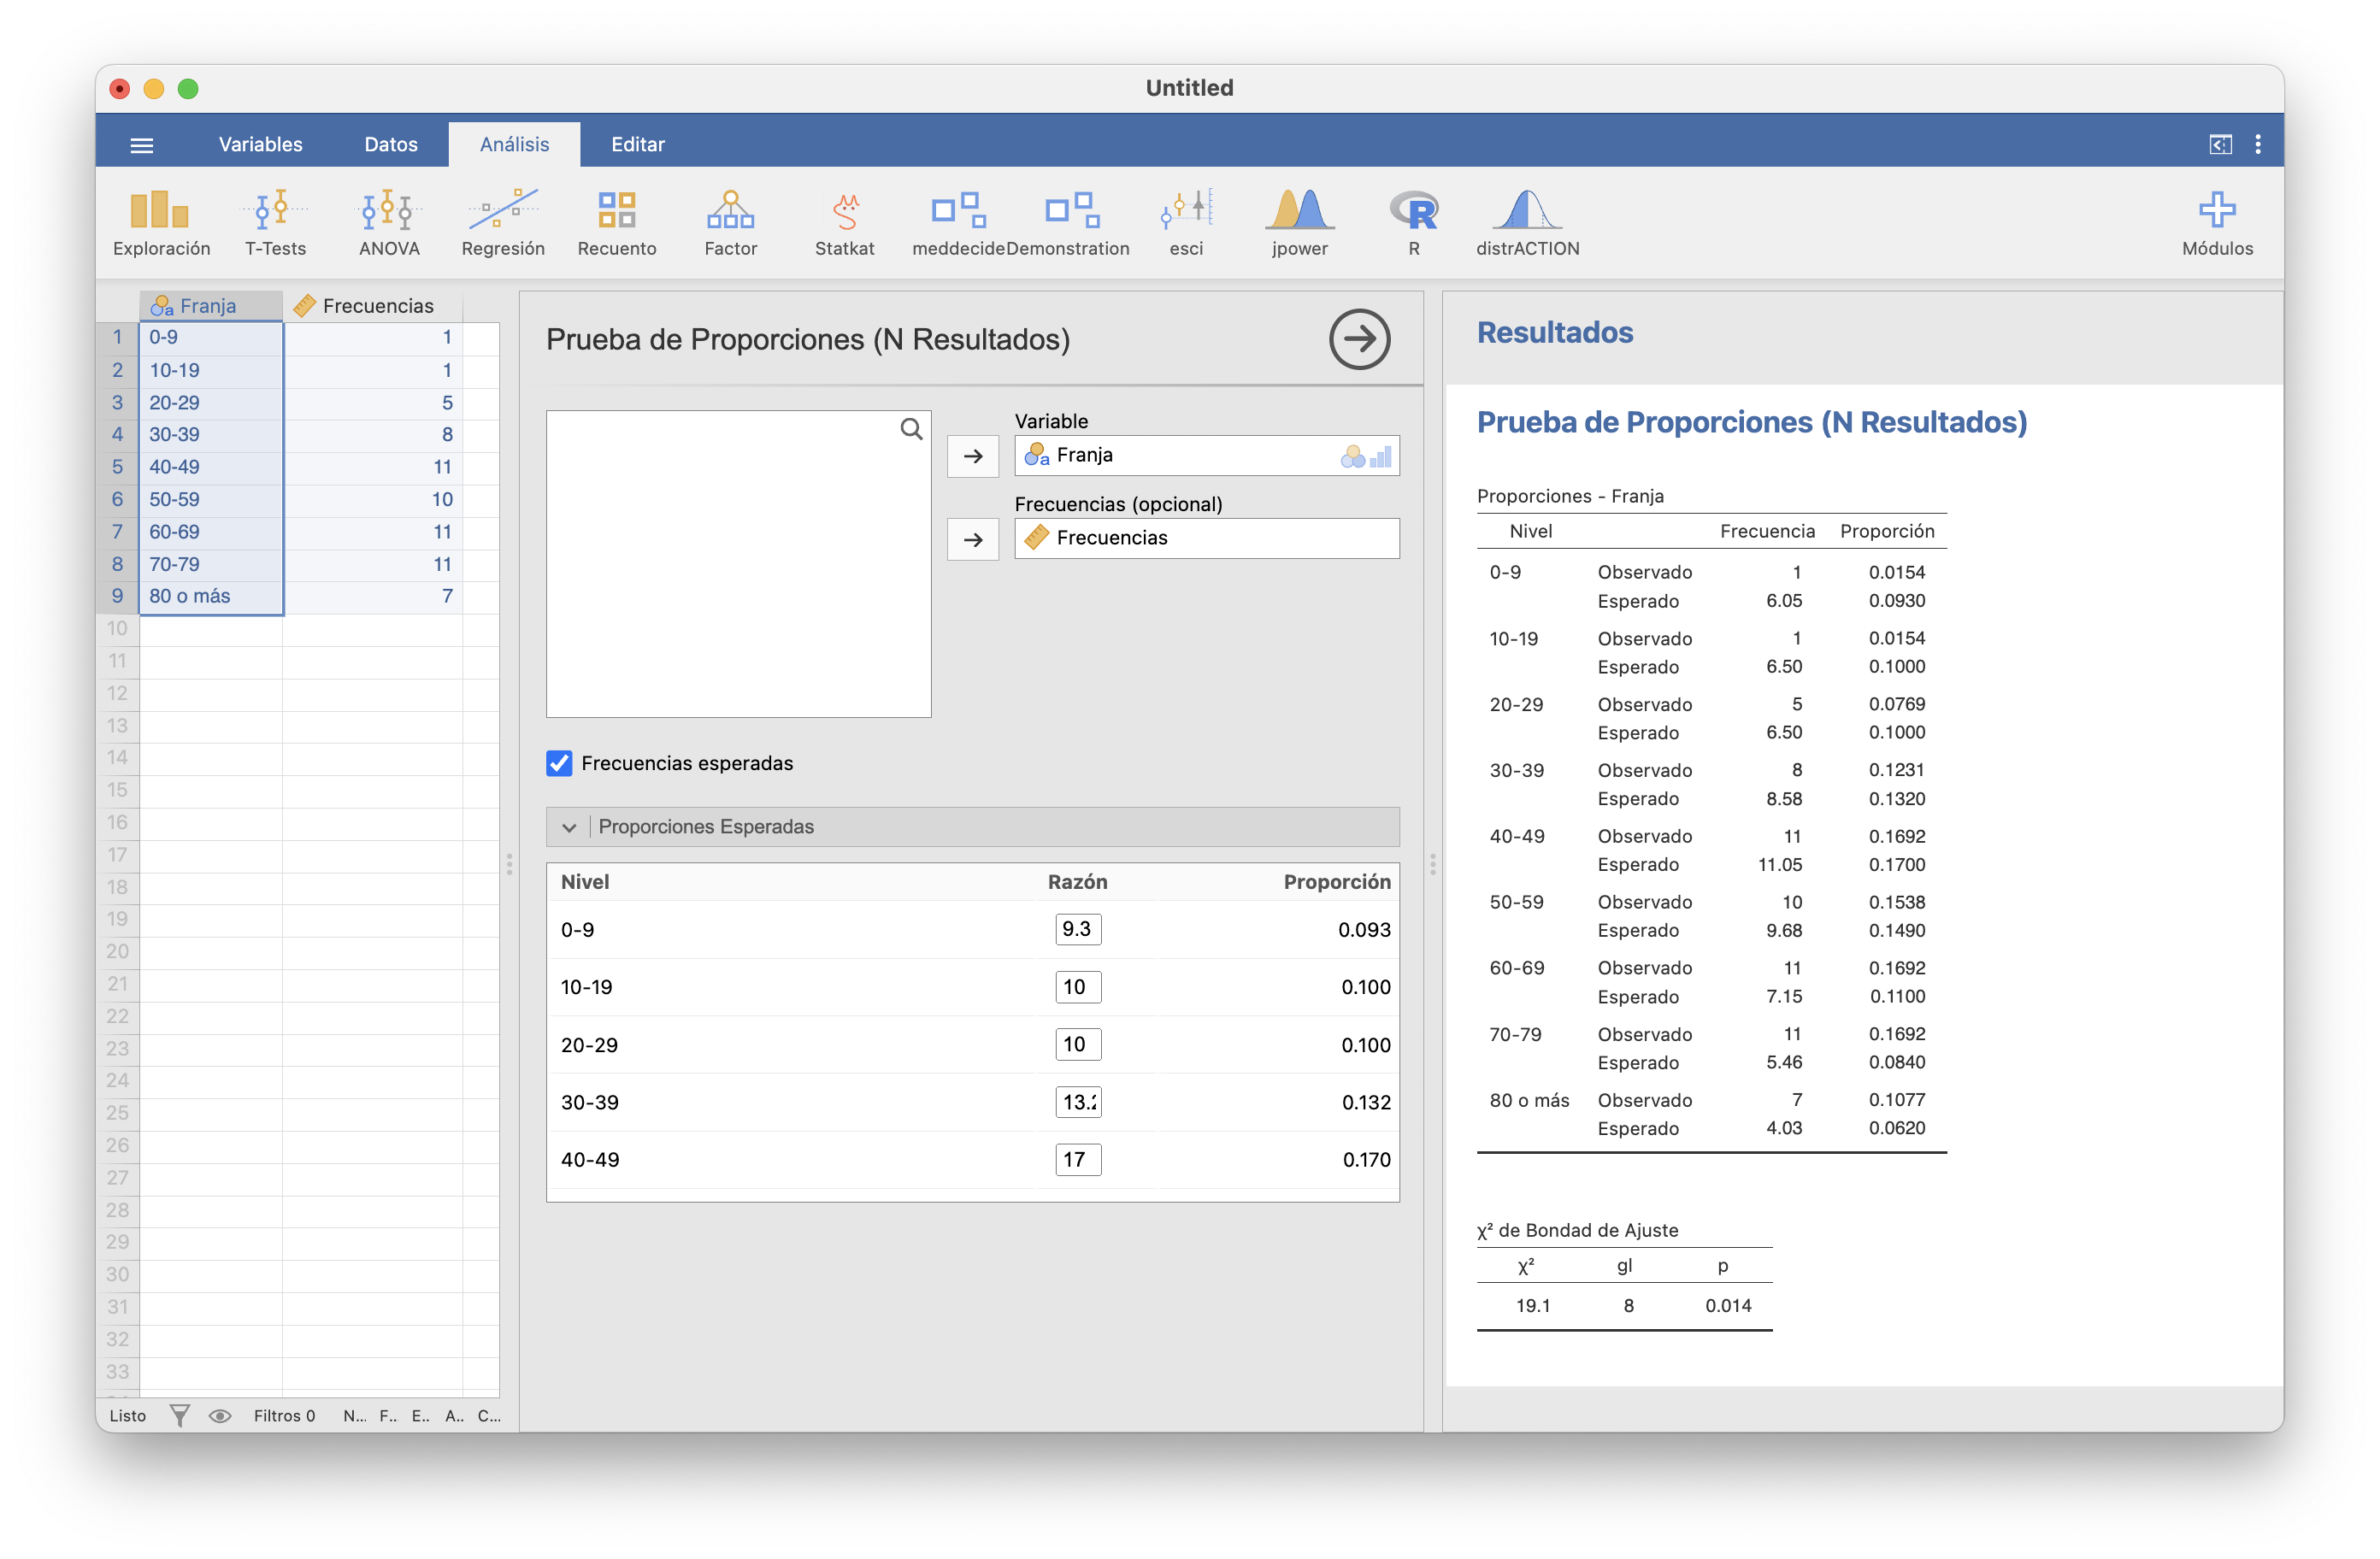 Untitled
Variables Datos Análisis Editar
Exploración T-Tests ANOVA Regresión Recuento Factor Statkat meddecide Demonstration esci jpower R distrACTION Módulos
Franja Frecuencias
1 0-9 1
2 10-19 1
3 20-29 5
4 30-39 8
5 40-49 11
6 50-59 10
7 60-69 11
8 70-79 11
9 80 o más 7
10
11
12
13
14
15
16
17
18
19
20
21
22
23
24
25
26
27
28
29
30
31
32
33
Listo Filtros 0 N... F.. E.. A.. C...
Prueba de Proporciones (N Resultados)
Variable
Franja
Frecuencias (opcional)
Frecuencias
Frecuencias esperadas
Proporciones Esperadas
Nivel Razón Proporción
0-9 9.3 0.093
10-19 10 0.100
20-29 10 0.100
30-39 13.2 0.132
40-49 17 0.170
Resultados
Prueba de Proporciones (N Resultados)
Proporciones - Franja
Nivel Frecuencia Proporción
0-9 Observado 1 0.0154
Esperado 6.05 0.0930
10-19 Observado 1 0.0154
Esperado 6.50 0.1000
20-29 Observado 5 0.0769
Esperado 6.50 0.1000
30-39 Observado 8 0.1231
Esperado 8.58 0.1320
40-49 Observado 11 0.1692
Esperado 11.05 0.1700
50-59 Observado 10 0.1538
Esperado 9.68 0.1490
60-69 Observado 11 0.1692
Esperado 7.15 0.1100
70-79 Observado 11 0.1692
Esperado 5.46 0.0840
80 o más Observado 7 0.1077
Esperado 4.03 0.0620
χ² de Bondad de Ajuste
χ² gl p
19.1 8 0.014